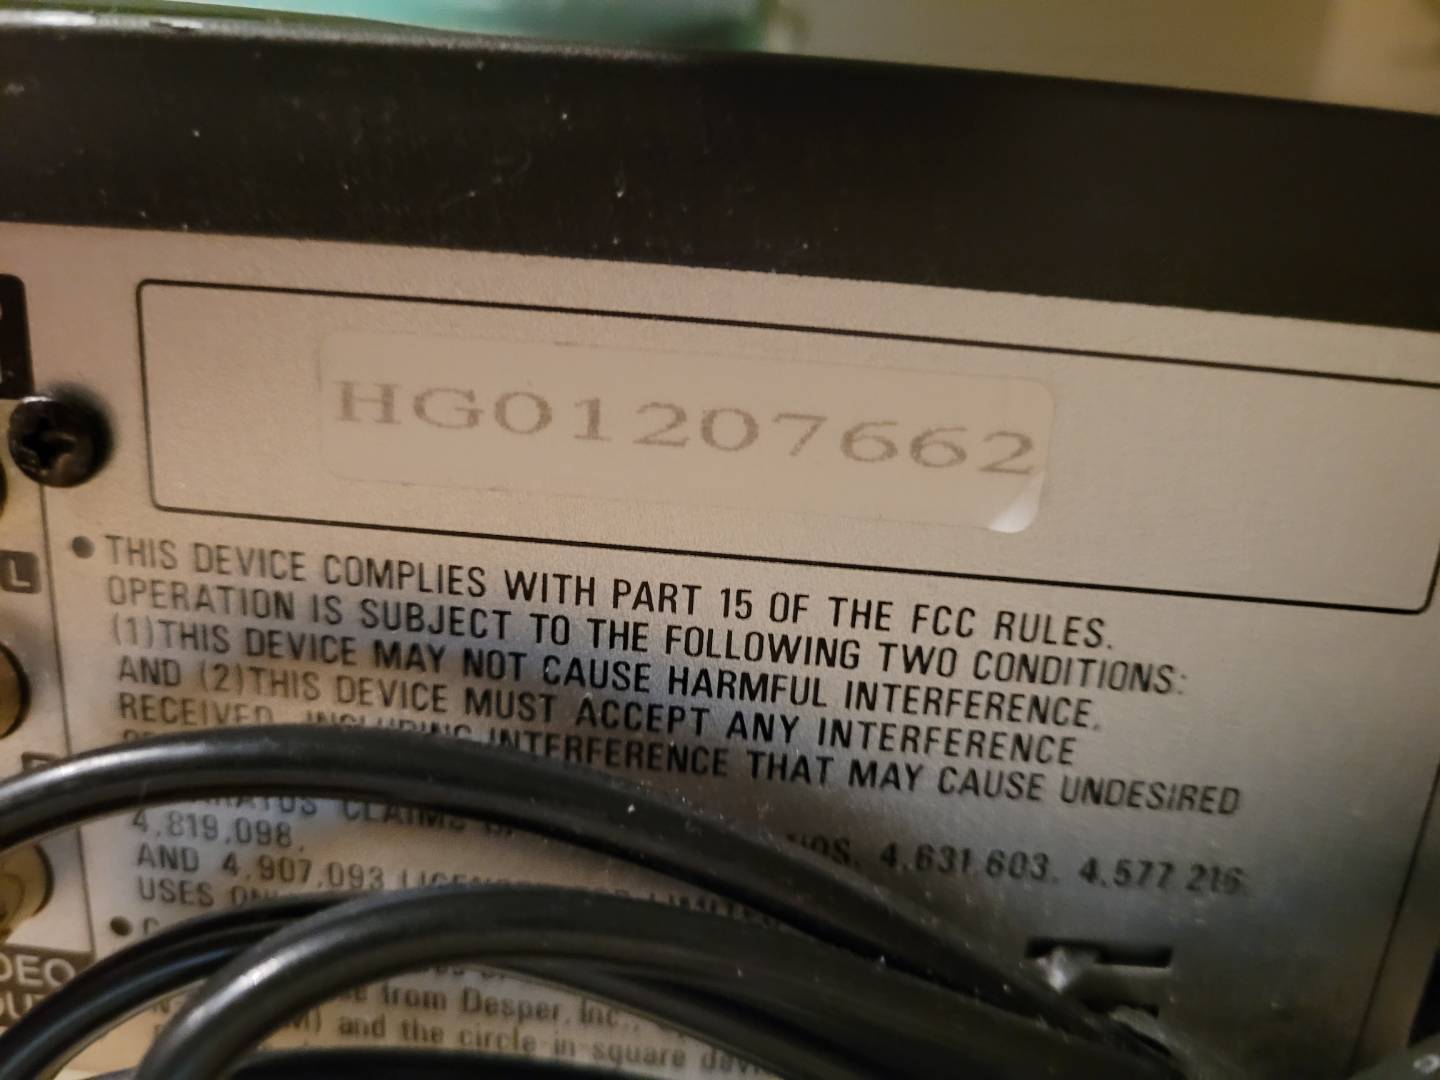 HG01207662
• THIS DEVICE COMPLIES WITH PART 15 OF THE FCC RULES.
OPERATION IS SUBJECT TO THE FOLLOWING TWO CONDITIONS:
(1)THIS DEVICE MAY NOT CAUSE HARMFUL INTERFERENCE,
AND (2)THIS DEVICE MUST ACCEPT ANY INTERFERENCE
RECEIVED, INCLUDING INTERFERENCE THAT MAY CAUSE UNDESIRED
CLAIMS 4,631,603, 4,577,216
4,819,098,
AND 4,907,093
USES
from Desper, Inc.,
and the circle-in-square
L